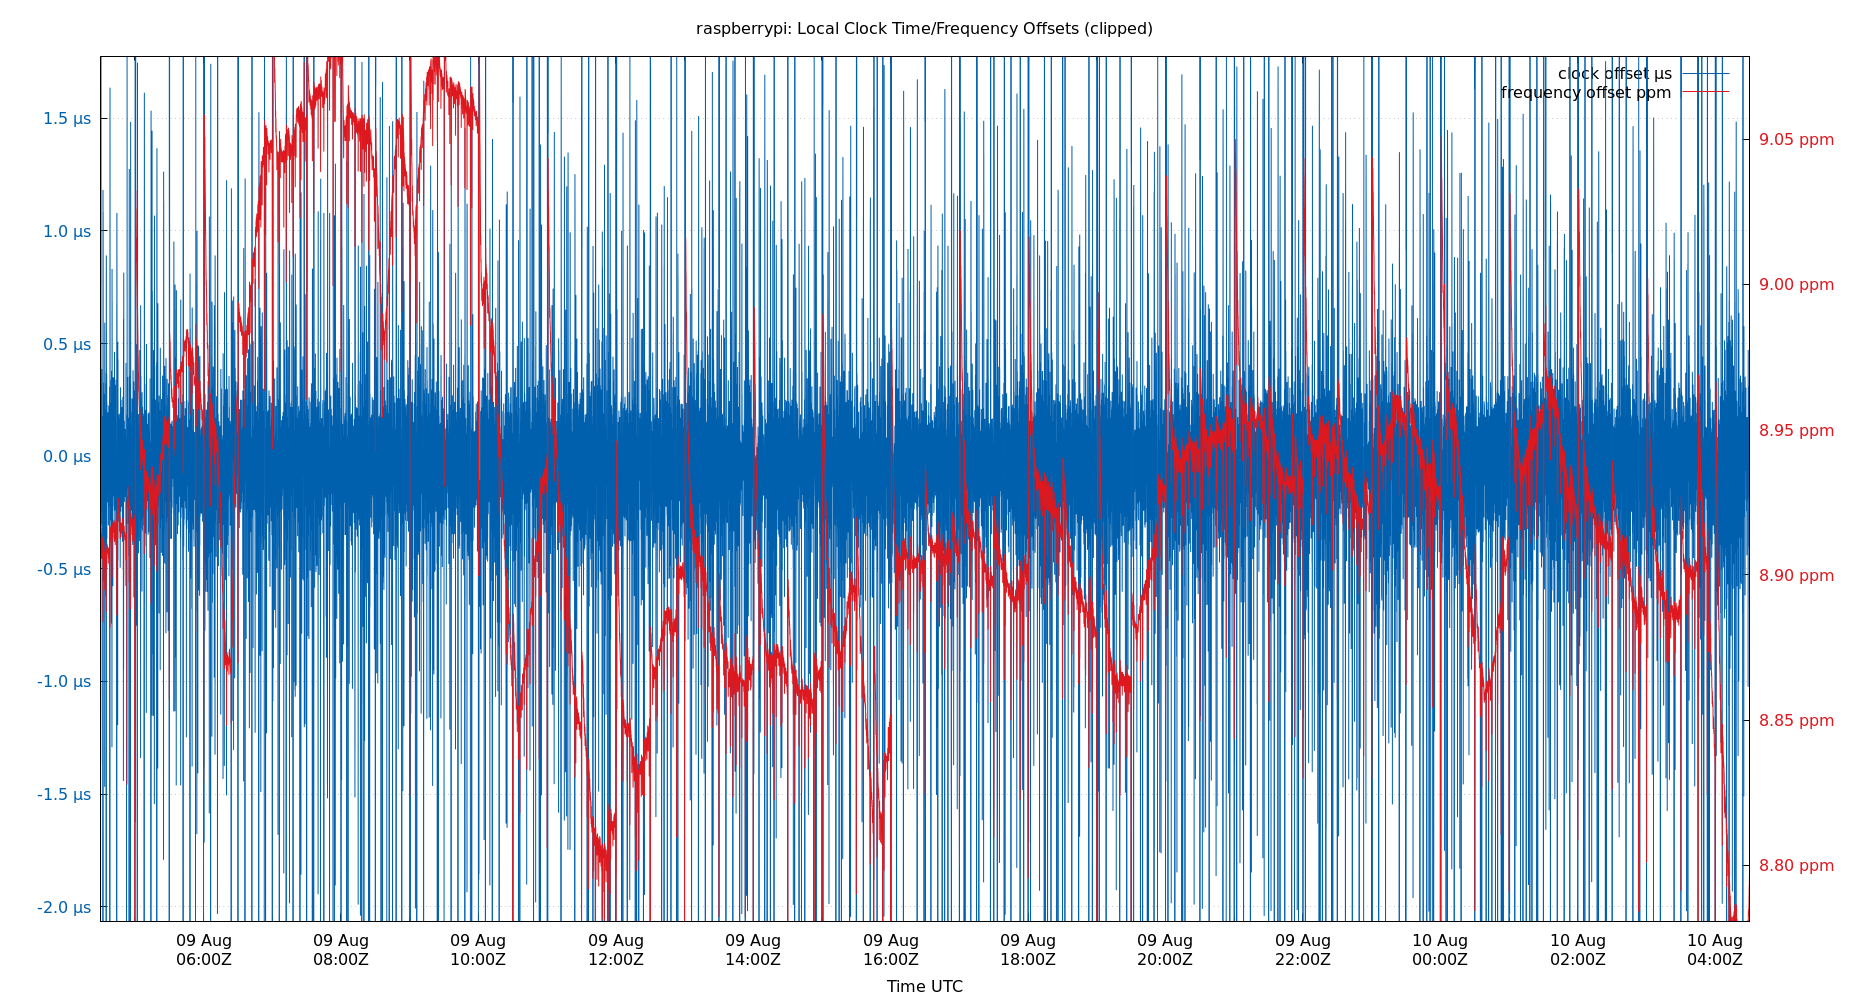 raspberrypi: Local Clock Time/Frequency Offsets (clipped)
clock offset µs
frequency offset ppm
1.5 µs
1.0 µs
0.5 µs
0.0 µs
-0.5 µs
-1.0 µs
-1.5 µs
-2.0 µs
9.05 ppm
9.00 ppm
8.95 ppm
8.90 ppm
8.85 ppm
8.80 ppm
09 Aug 09 Aug 09 Aug 09 Aug 09 Aug 09 Aug 09 Aug 09 Aug 09 Aug 10 Aug 10 Aug 10 Aug
06:00Z 08:00Z 10:00Z 12:00Z 14:00Z 16:00Z 18:00Z 20:00Z 22:00Z 00:00Z 02:00Z 04:00Z
Time UTC